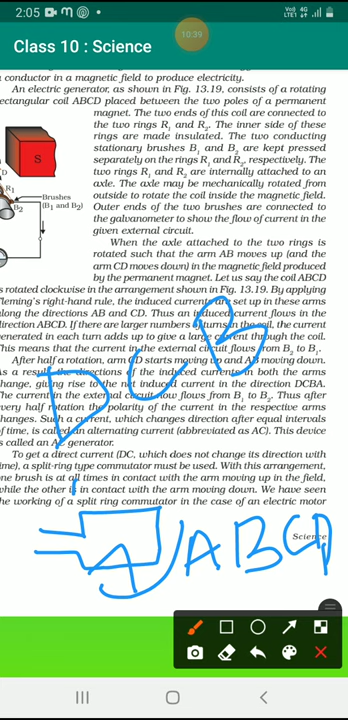 2:05
Vo)) 4G
LTE1
10:39
Class 10 : Science
a conductor in a magnetic field to produce electricity.
An electric generator, as shown in Fig. 13.19, consists of a rotating
rectangular coil ABCD placed between the two poles of a permanent
magnet. The two ends of this coil are connected to
the two rings R1 and R2. The inner side of these
rings are made insulated. The two conducting
stationary brushes B1 and B2 are kept pressed
separately on the rings R1 and R2, respectively. The
two rings R1 and R2 are internally attached to an
axle. The axle may be mechanically rotated from
outside to rotate the coil inside the magnetic field.
Outer ends of the two brushes are connected to
the galvanometer to show the flow of current in the
given external circuit.
S
D
R1
B2
Brushes
(B1 and B2)
When the axle attached to the two rings is
rotated such that the arm AB moves up (and the
arm CD moves down) in the magnetic field produced
by the permanent magnet. Let us say the coil ABCD
is rotated clockwise in the arrangement shown in Fig. 13.19. By applying
Fleming's right-hand rule, the induced currents are set up in these arms
along the directions AB and CD. Thus an induced current flows in the
direction ABCD. If there are larger numbers of turns in the coil, the current
generated in each turn adds up to give a large current through the coil.
This means that the current in the external circuit flows from B2 to B1.
After half a rotation, arm CD starts moving up and AB moving down.
As a result, the directions of the induced currents in both the arms
change, giving rise to the net induced current in the direction DCBA.
The current in the external circuit now flows from B1 to B2. Thus after
every half rotation the polarity of the current in the respective arms
changes. Such a current, which changes direction after equal intervals
of time, is called an alternating current (abbreviated as AC). This device
is called an AC generator.
To get a direct current (DC, which does not change its direction with
time), a split-ring type commutator must be used. With this arrangement,
one brush is at all times in contact with the arm moving up in the field,
while the other is in contact with the arm moving down. We have seen
the working of a split ring commutator in the case of an electric motor
DCB
Science
ABCD